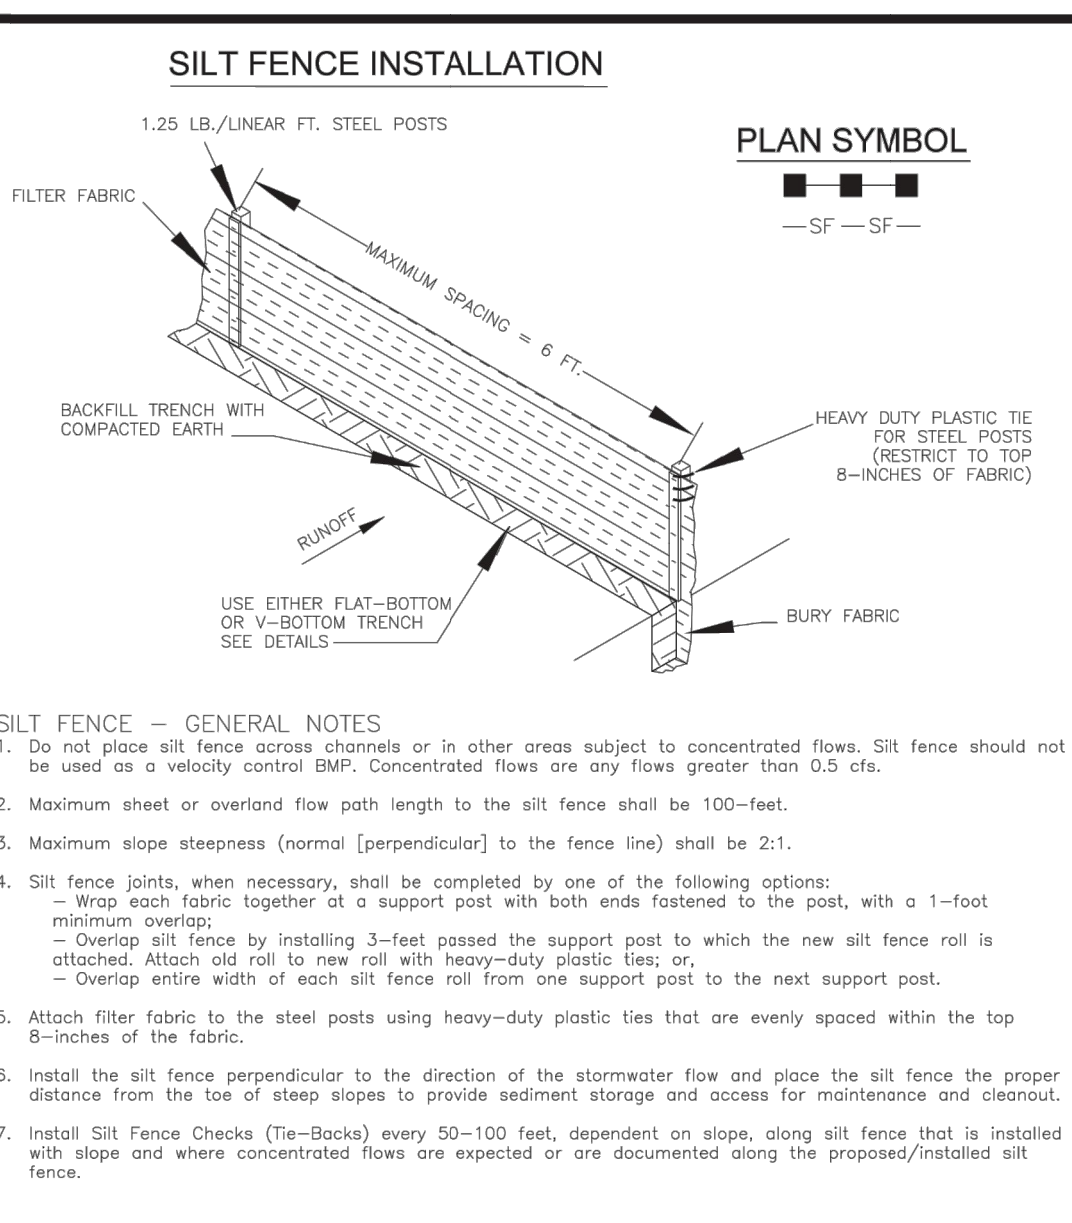 SILT FENCE INSTALLATION
1.25 LB./LINEAR FT. STEEL POSTS
PLAN SYMBOL
FILTER FABRIC
SF SF
MAXIMUM SPACING = 6 FT.
BACKFILL TRENCH WITH
COMPACTED EARTH
HEAVY DUTY PLASTIC TIE
FOR STEEL POSTS
(RESTRICT TO TOP
8-INCHES OF FABRIC)
RUNOFF
USE EITHER FLAT-BOTTOM
OR V-BOTTOM TRENCH
SEE DETAILS
BURY FABRIC
SILT FENCE – GENERAL NOTES
1. Do not place silt fence across channels or in other areas subject to concentrated flows. Silt fence should not
be used as a velocity control BMP. Concentrated flows are any flows greater than 0.5 cfs.
2. Maximum sheet or overland flow path length to the silt fence shall be 100-feet.
3. Maximum slope steepness (normal [perpendicular] to the fence line) shall be 2:1.
4. Silt fence joints, when necessary, shall be completed by one of the following options:
– Wrap each fabric together at a support post with both ends fastened to the post, with a 1-foot
minimum overlap;
– Overlap silt fence by installing 3-feet passed the support post to which the new silt fence roll is
attached. Attach old roll to new roll with heavy-duty plastic ties; or,
– Overlap entire width of each silt fence roll from one support post to the next support post.
5. Attach filter fabric to the steel posts using heavy-duty plastic ties that are evenly spaced within the top
8-inches of the fabric.
6. Install the silt fence perpendicular to the direction of the stormwater flow and place the silt fence the proper
distance from the toe of steep slopes to provide sediment storage and access for maintenance and cleanout.
7. Install Silt Fence Checks (Tie-Backs) every 50-100 feet, dependent on slope, along silt fence that is installed
with slope and where concentrated flows are expected or are documented along the proposed/installed silt
fence.